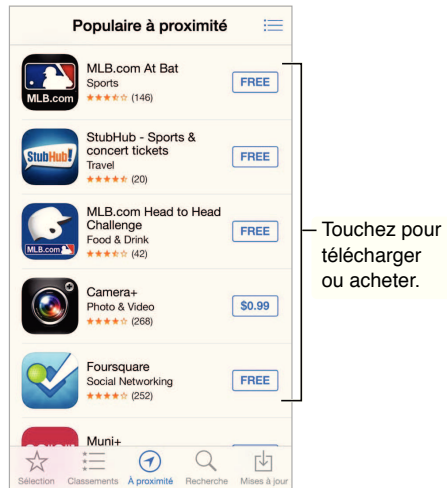 Populaire à proximité
MLB.com At Bat
Sports
(146)
FREE
MLB.com
StubHub - Sports &
concert tickets
Travel
(20)
FREE
StubHub!
MLB.com Head to Head
Challenge
Food & Drink
(42)
FREE
MLB.com
Camera+
Photo & Video
(268)
$0.99
Foursquare
Social Networking
(252)
FREE
Muni+
Touchez pour
télécharger
ou acheter.
Sélection
Classements
À proximité
Recherche
Mises à jour